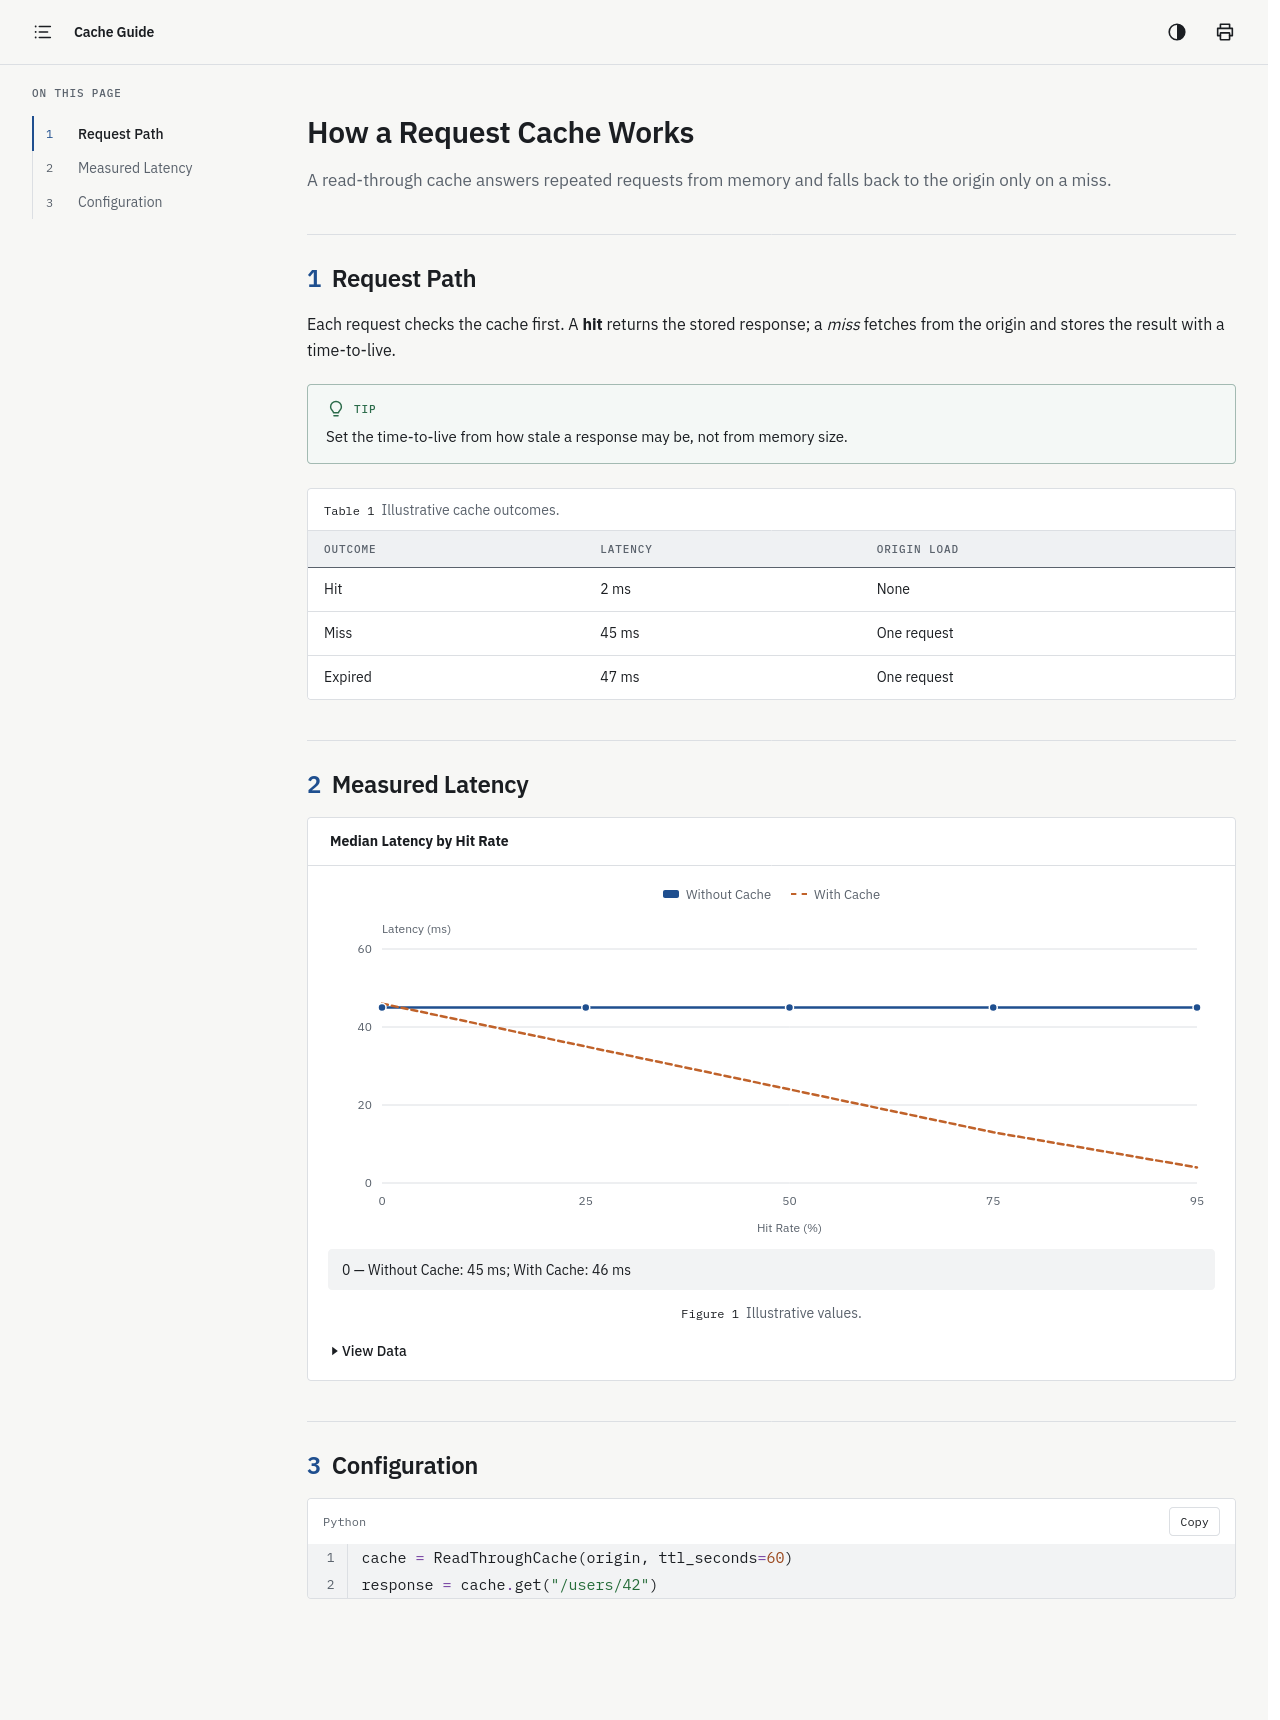 Cache Guide
ON THIS PAGE
1 Request Path
2 Measured Latency
3 Configuration
How a Request Cache Works
A read-through cache answers repeated requests from memory and falls back to the origin only on a miss.
1 Request Path
Each request checks the cache first. A hit returns the stored response; a miss fetches from the origin and stores the result with a
time-to-live.
TIP
Set the time-to-live from how stale a response may be, not from memory size.
Table 1 Illustrative cache outcomes.
OUTCOME LATENCY ORIGIN LOAD
Hit 2 ms None
Miss 45 ms One request
Expired 47 ms One request
2 Measured Latency
Median Latency by Hit Rate
Without Cache With Cache
Latency (ms)
60
40
20
0
0 25 50 75 95
Hit Rate (%)
0 — Without Cache: 45 ms; With Cache: 46 ms
Figure 1 Illustrative values.
View Data
3 Configuration
Python Copy
1 cache = ReadThroughCache(origin, ttl_seconds=60)
2 response = cache.get("/users/42")